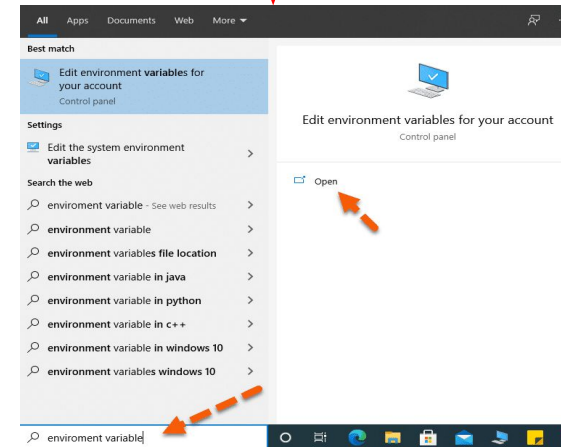 All Apps Documents Web More
Best match
Edit environment variables for
your account
Control panel
Settings
Edit the system environment
variables
Search the web
enviroment variable - See web results
environment variable
environment variables file location
environment variable in java
environment variable in python
environment variable in c++
environment variable in windows 10
environment variables windows 10
Edit environment variables for your account
Control panel
Open
enviroment variable